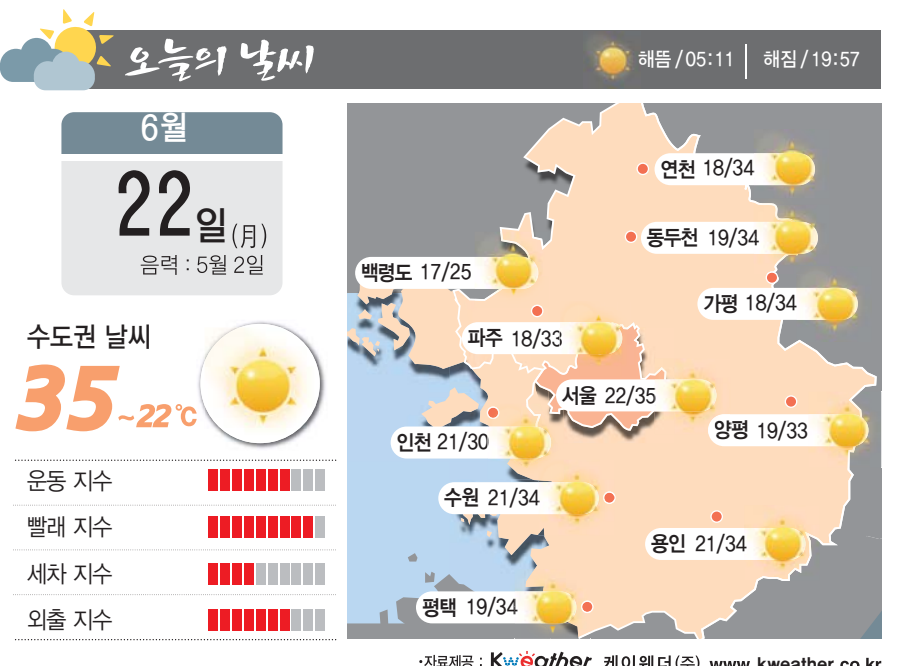 오늘의 날씨
해뜸/05:11 해짐/19:57
6월
22일(月)
음력 : 5월 2일
수도권 날씨
35~22℃
운동 지수
빨래 지수
세차 지수
외출 지수
연천 18/34
동두천 19/34
백령도 17/25
가평 18/34
파주 18/33
서울 22/35
양평 19/33
인천 21/30
수원 21/34
용인 21/34
평택 19/34
·자료제공 : Kweather 케이웨더(주) www.kweather.co.kr